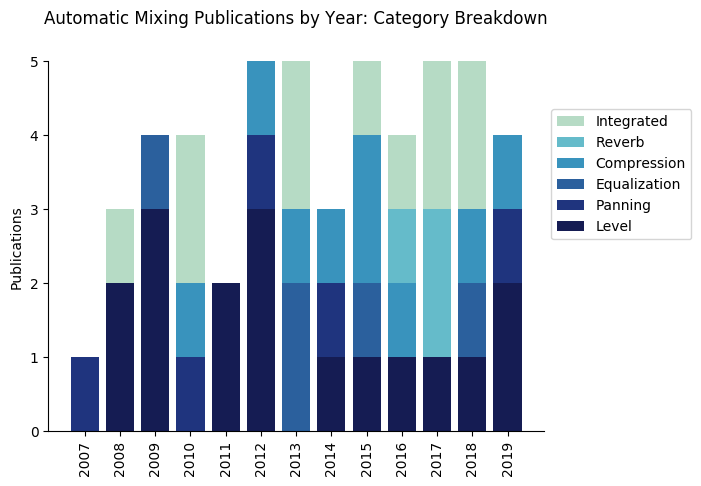 Automatic Mixing Publications by Year: Category Breakdown
5
4
3
2
1
0
Publications
2007
2008
2009
2010
2011
2012
2013
2014
2015
2016
2017
2018
2019
Integrated
Reverb
Compression
Equalization
Panning
Level